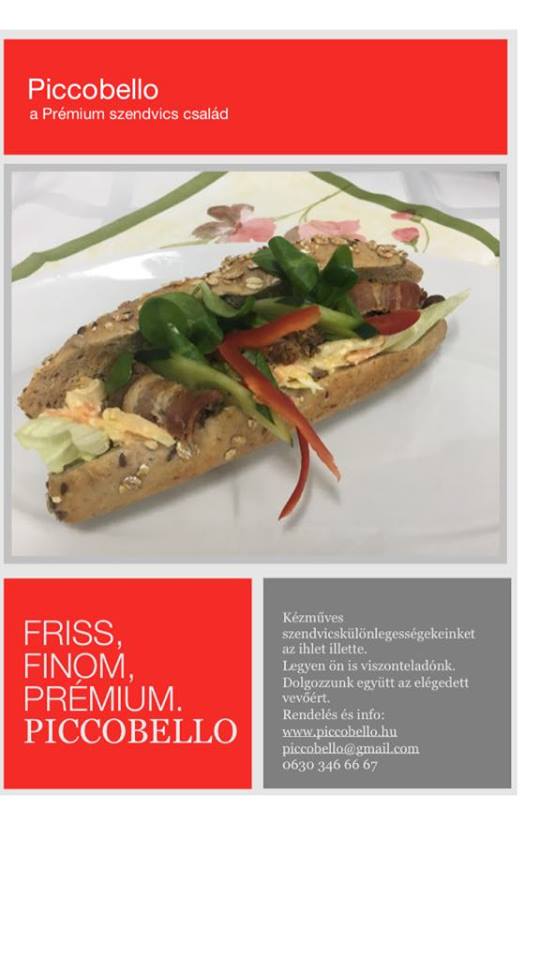 Piccobello
a Prémium szendvics család
FRISS,
FINOM,
PRÉMIUM.
PICCOBELLO
Kézműves
szendvicskülönlegességekeinket
az ihlet illette.
Legyen ön is viszonteladónk.
Dolgozzunk együtt az elégedett
vevőért.
Rendelés és info:
www.piccobello.hu
piccobello@gmail.com
0630 346 66 67